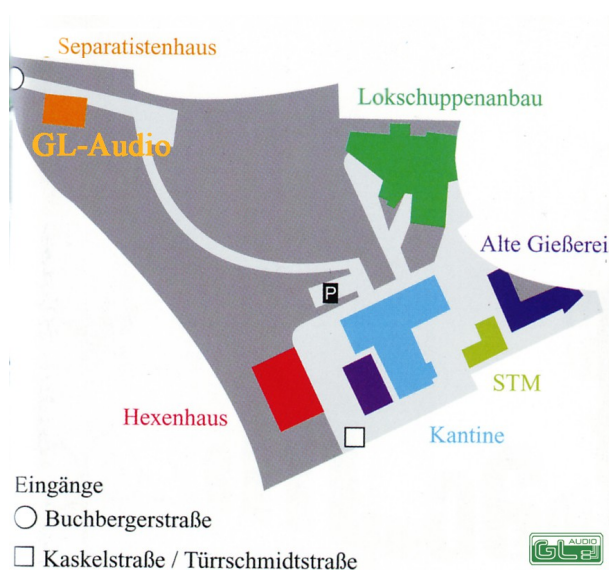 Separatistenhaus
GL-Audio
Lokschuppenanbau
Alte Gießerei
P
STM
Hexenhaus
Kantine
Eingänge
Buchbergerstraße
Kaskelstraße / Türrschmidtstraße
AUDIO
GL